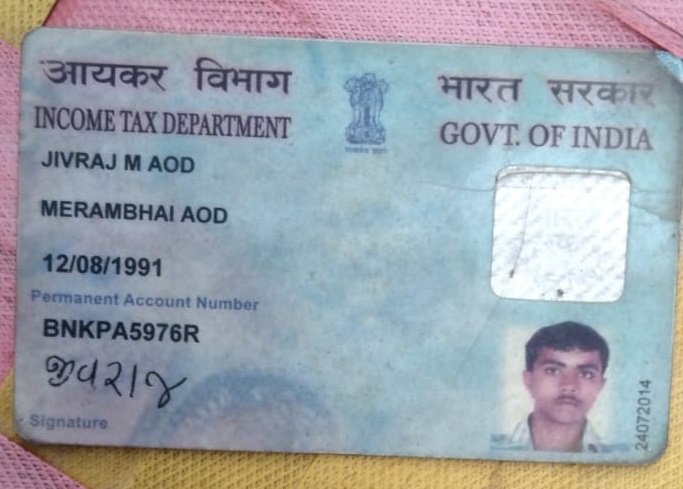 आयकर विभाग
INCOME TAX DEPARTMENT
भारत सरकार
GOVT. OF INDIA
JIVRAJ M AOD
MERAMBHAI AOD
12/08/1991
Permanent Account Number
BNKPA5976R
જીવરાજ
Signature
24072014